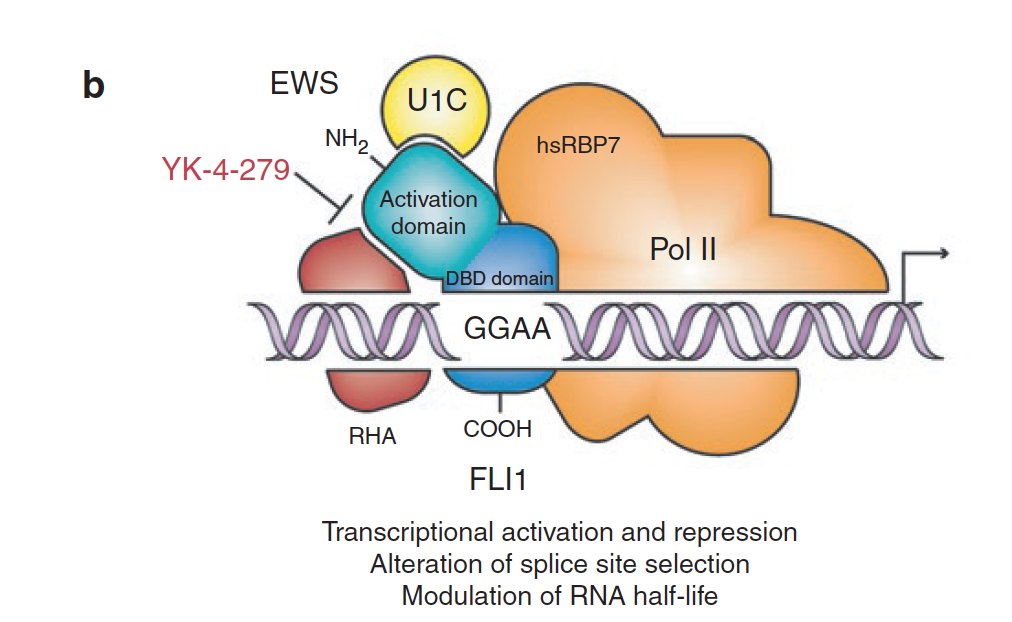 b
EWS
U1C
NH2
hsRBP7
YK-4-279
Activation
domain
Pol II
DBD domain
GGAA
RHA
COOH
FLI1
Transcriptional activation and repression
Alteration of splice site selection
Modulation of RNA half-life